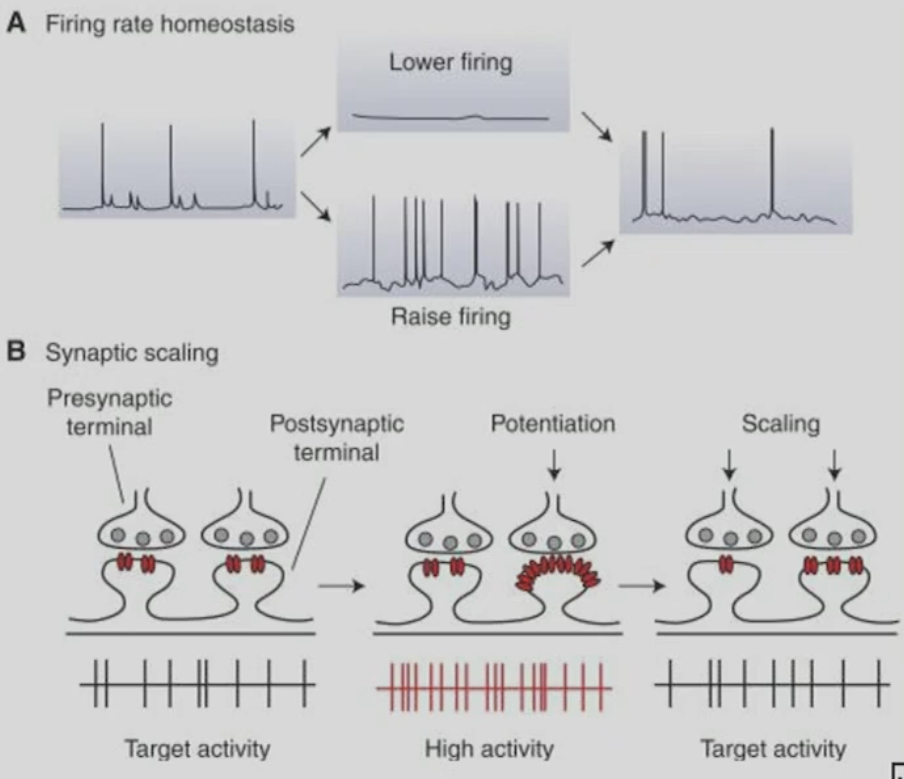 A Firing rate homeostasis
Lower firing
Raise firing
B Synaptic scaling
Presynaptic
terminal
Postsynaptic
terminal
Potentiation
Scaling
Target activity
High activity
Target activity